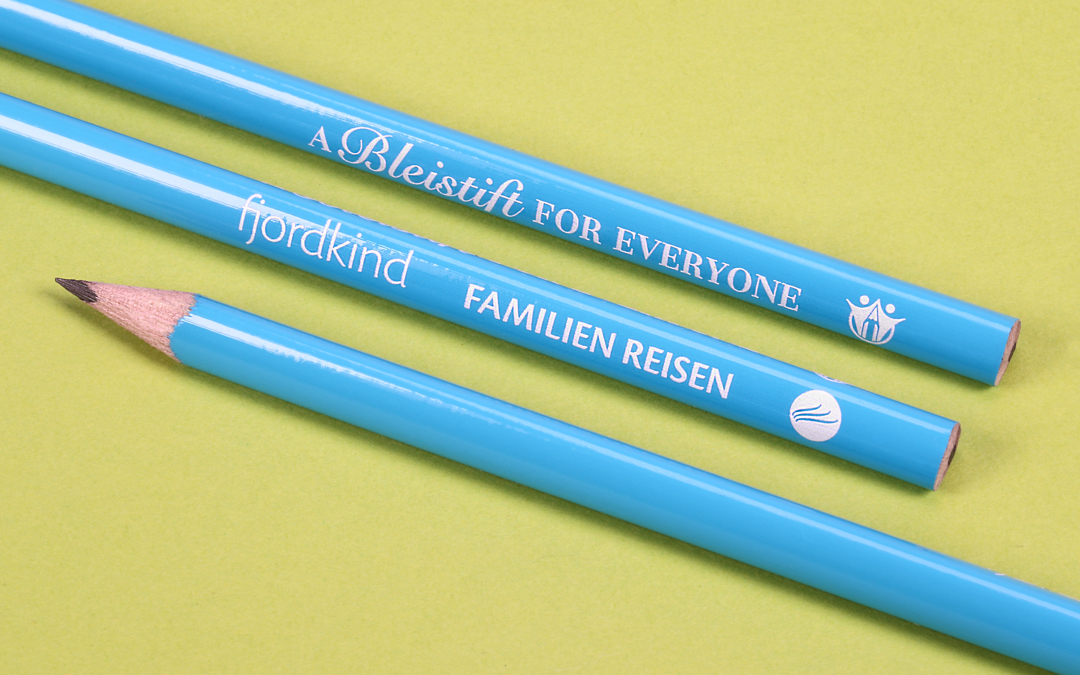 A Bleistift FOR EVERYONE
fjordkind FAMILIEN REISEN